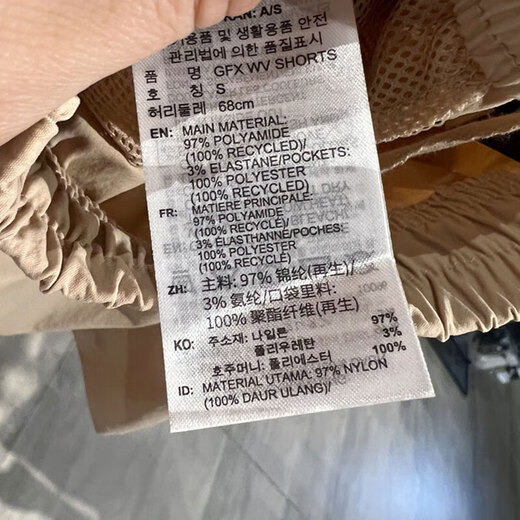 KAN: A/S
용품 및 생활용품 안전
관리법에 의한 품질표시
품 명 GFX WV SHORTS
호 칭 S
허리둘레 68cm
EN: MAIN MATERIAL:
97% POLYAMIDE
(100% RECYCLED)/
3% ELASTANE/POCKETS:
100% POLYESTER
(100% RECYCLED)
FR: MATIERE PRINCIPALE:
97% POLYAMIDE
(100% RECYCLÉ)/
3% ÉLASTHANNE/POCHES:
100% POLYESTER
(100% RECYCLÉ)
ZH: 主料: 97% 锦纶(再生)/
3% 氨纶/口袋里料:
100% 聚酯纤维(再生)
KO: 주소재: 나일론 97%
폴리우레탄 3%
호주머니: 폴리에스터 100%
ID: MATERIAL UTAMA: 97% NYLON
(100% DAUR ULANG)/